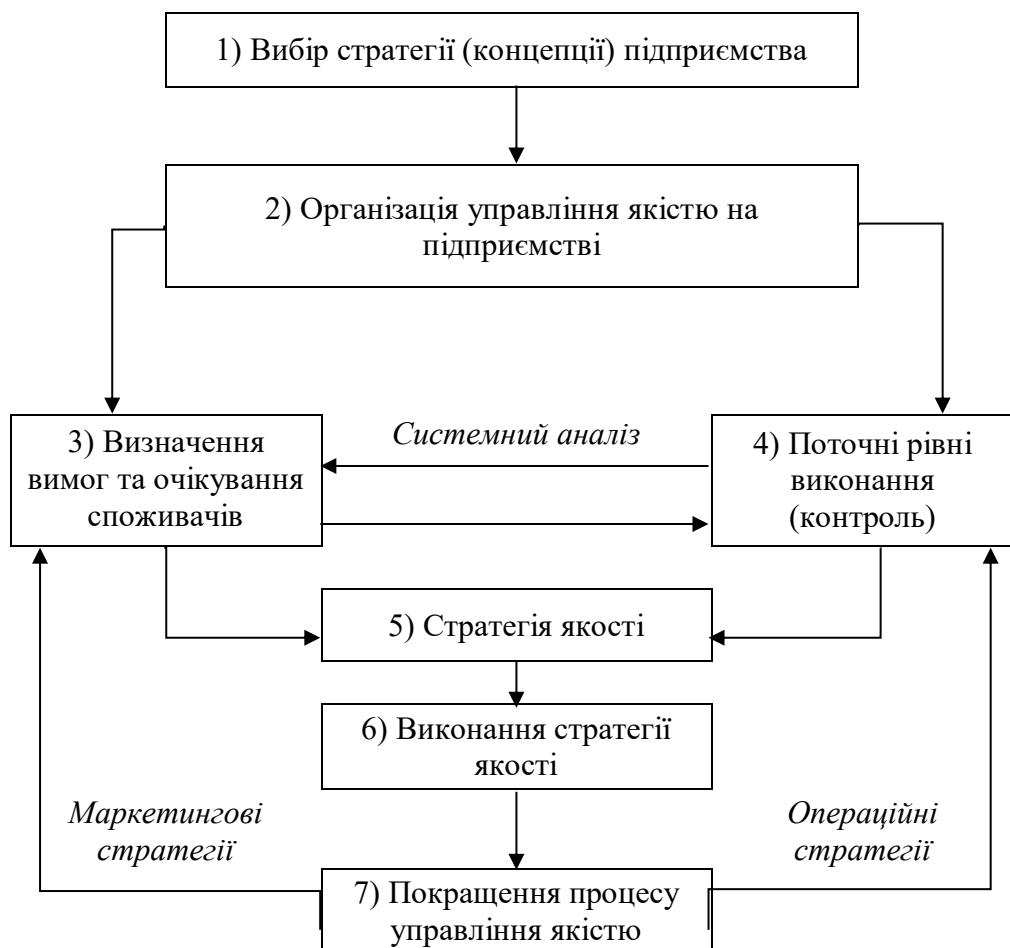 1) Вибір стратегії (концепції) підприємства
2) Організація управління якістю на
підприємстві
3) Визначення
вимог та очікування
споживачів
Системний аналіз
4) Поточні рівні
виконання
(контроль)
5) Стратегія якості
6) Виконання стратегії
якості
Маркетингові
стратегії
Операційні
стратегії
7) Покращення процесу
управління якістю